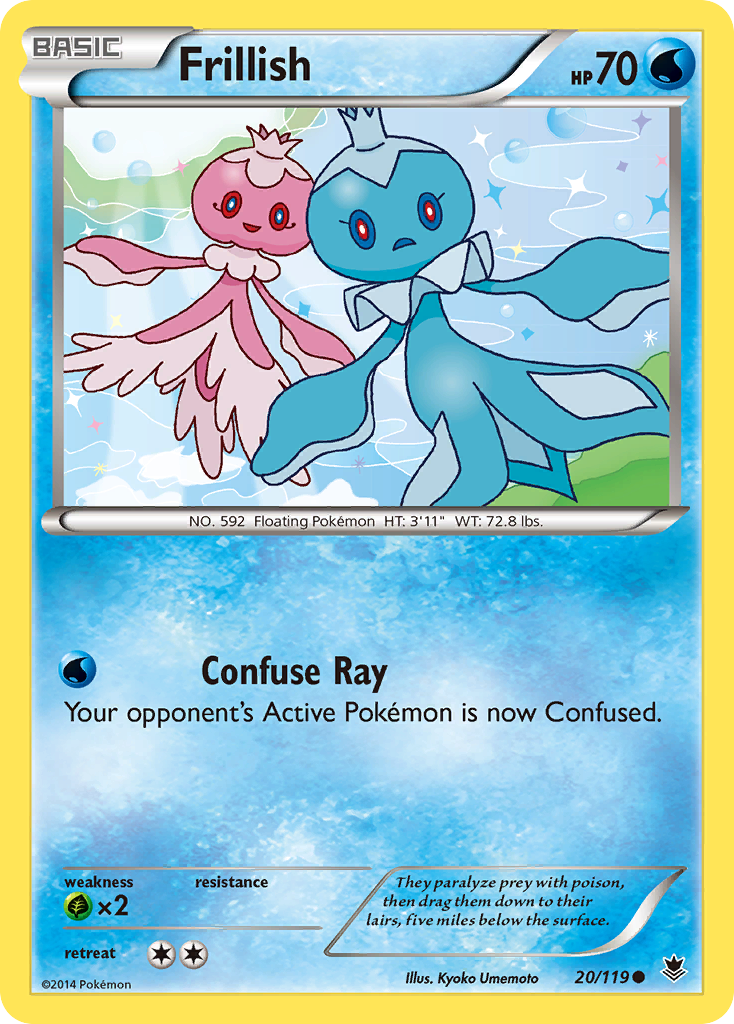 BASIC
Frillish
HP 70
NO. 592 Floating Pokémon HT: 3'11" WT: 72.8 lbs.
Confuse Ray
Your opponent's Active Pokémon is now Confused.
weakness
×2
resistance
retreat
They paralyze prey with poison,
then drag them down to their
lairs, five miles below the surface.
©2014 Pokémon
Illus. Kyoko Umemoto
20/119